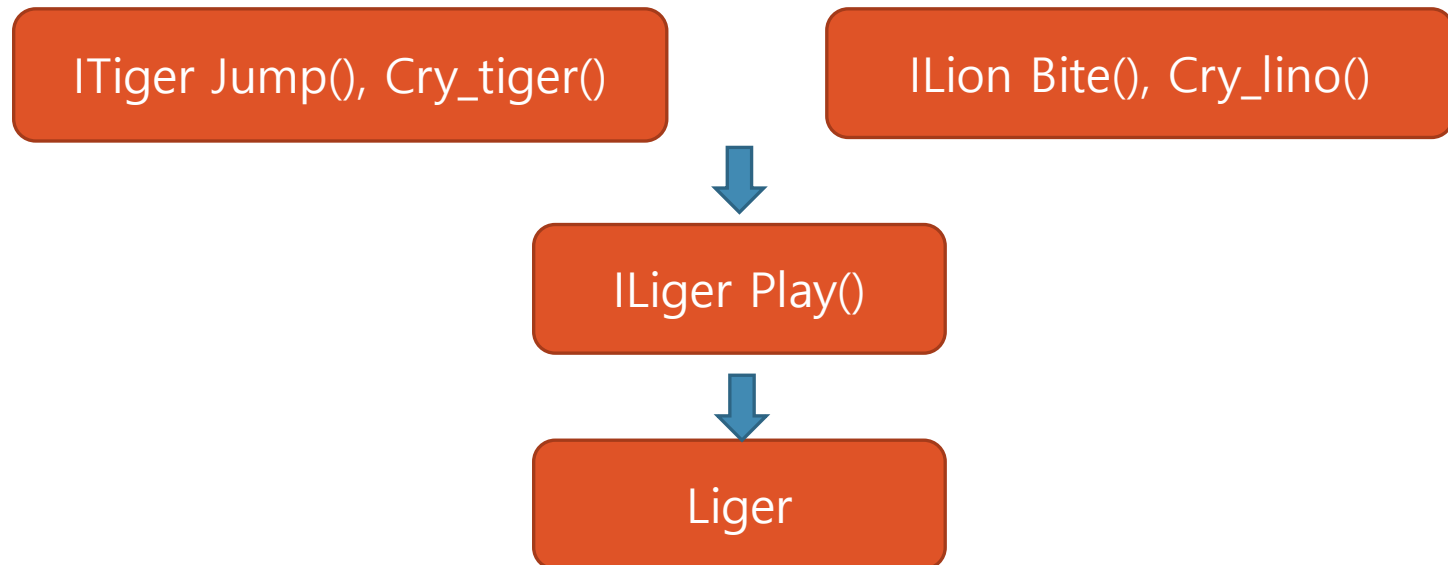 ITiger Jump(), Cry_tiger()
ILion Bite(), Cry_lino()
ILiger Play()
Liger